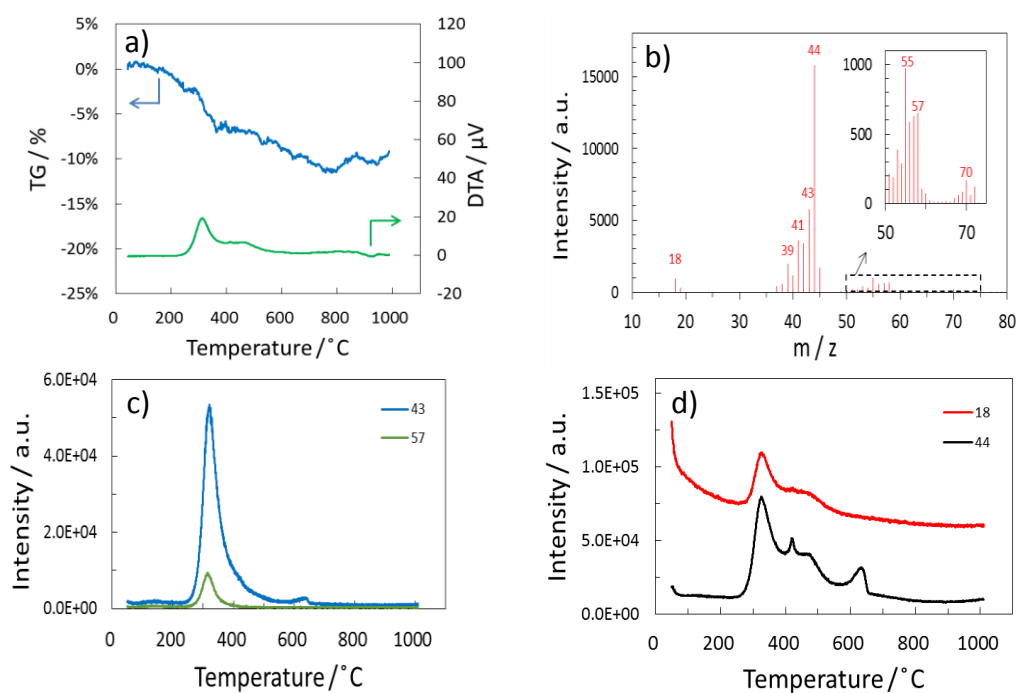 a)
5%
0%
-5%
-10%
-15%
-20%
-25%
TG / %
120
100
80
60
40
20
0
-20
DTA / μV
0 200 400 600 800 1000
Temperature /˚C
b)
15000
10000
5000
0
Intensity / a.u.
18
39
41
43
44
1000
500
0
55
57
70
50 70
10 20 30 40 50 60 70 80
m / z
c)
6.0E+04
4.0E+04
2.0E+04
0.0E+00
Intensity / a.u.
43
57
0 200 400 600 800 1000
Temperature /˚C
d)
1.5E+05
1.0E+05
5.0E+04
0.0E+00
Intensity / a.u.
18
44
0 200 400 600 800 1000
Temperature /˚C